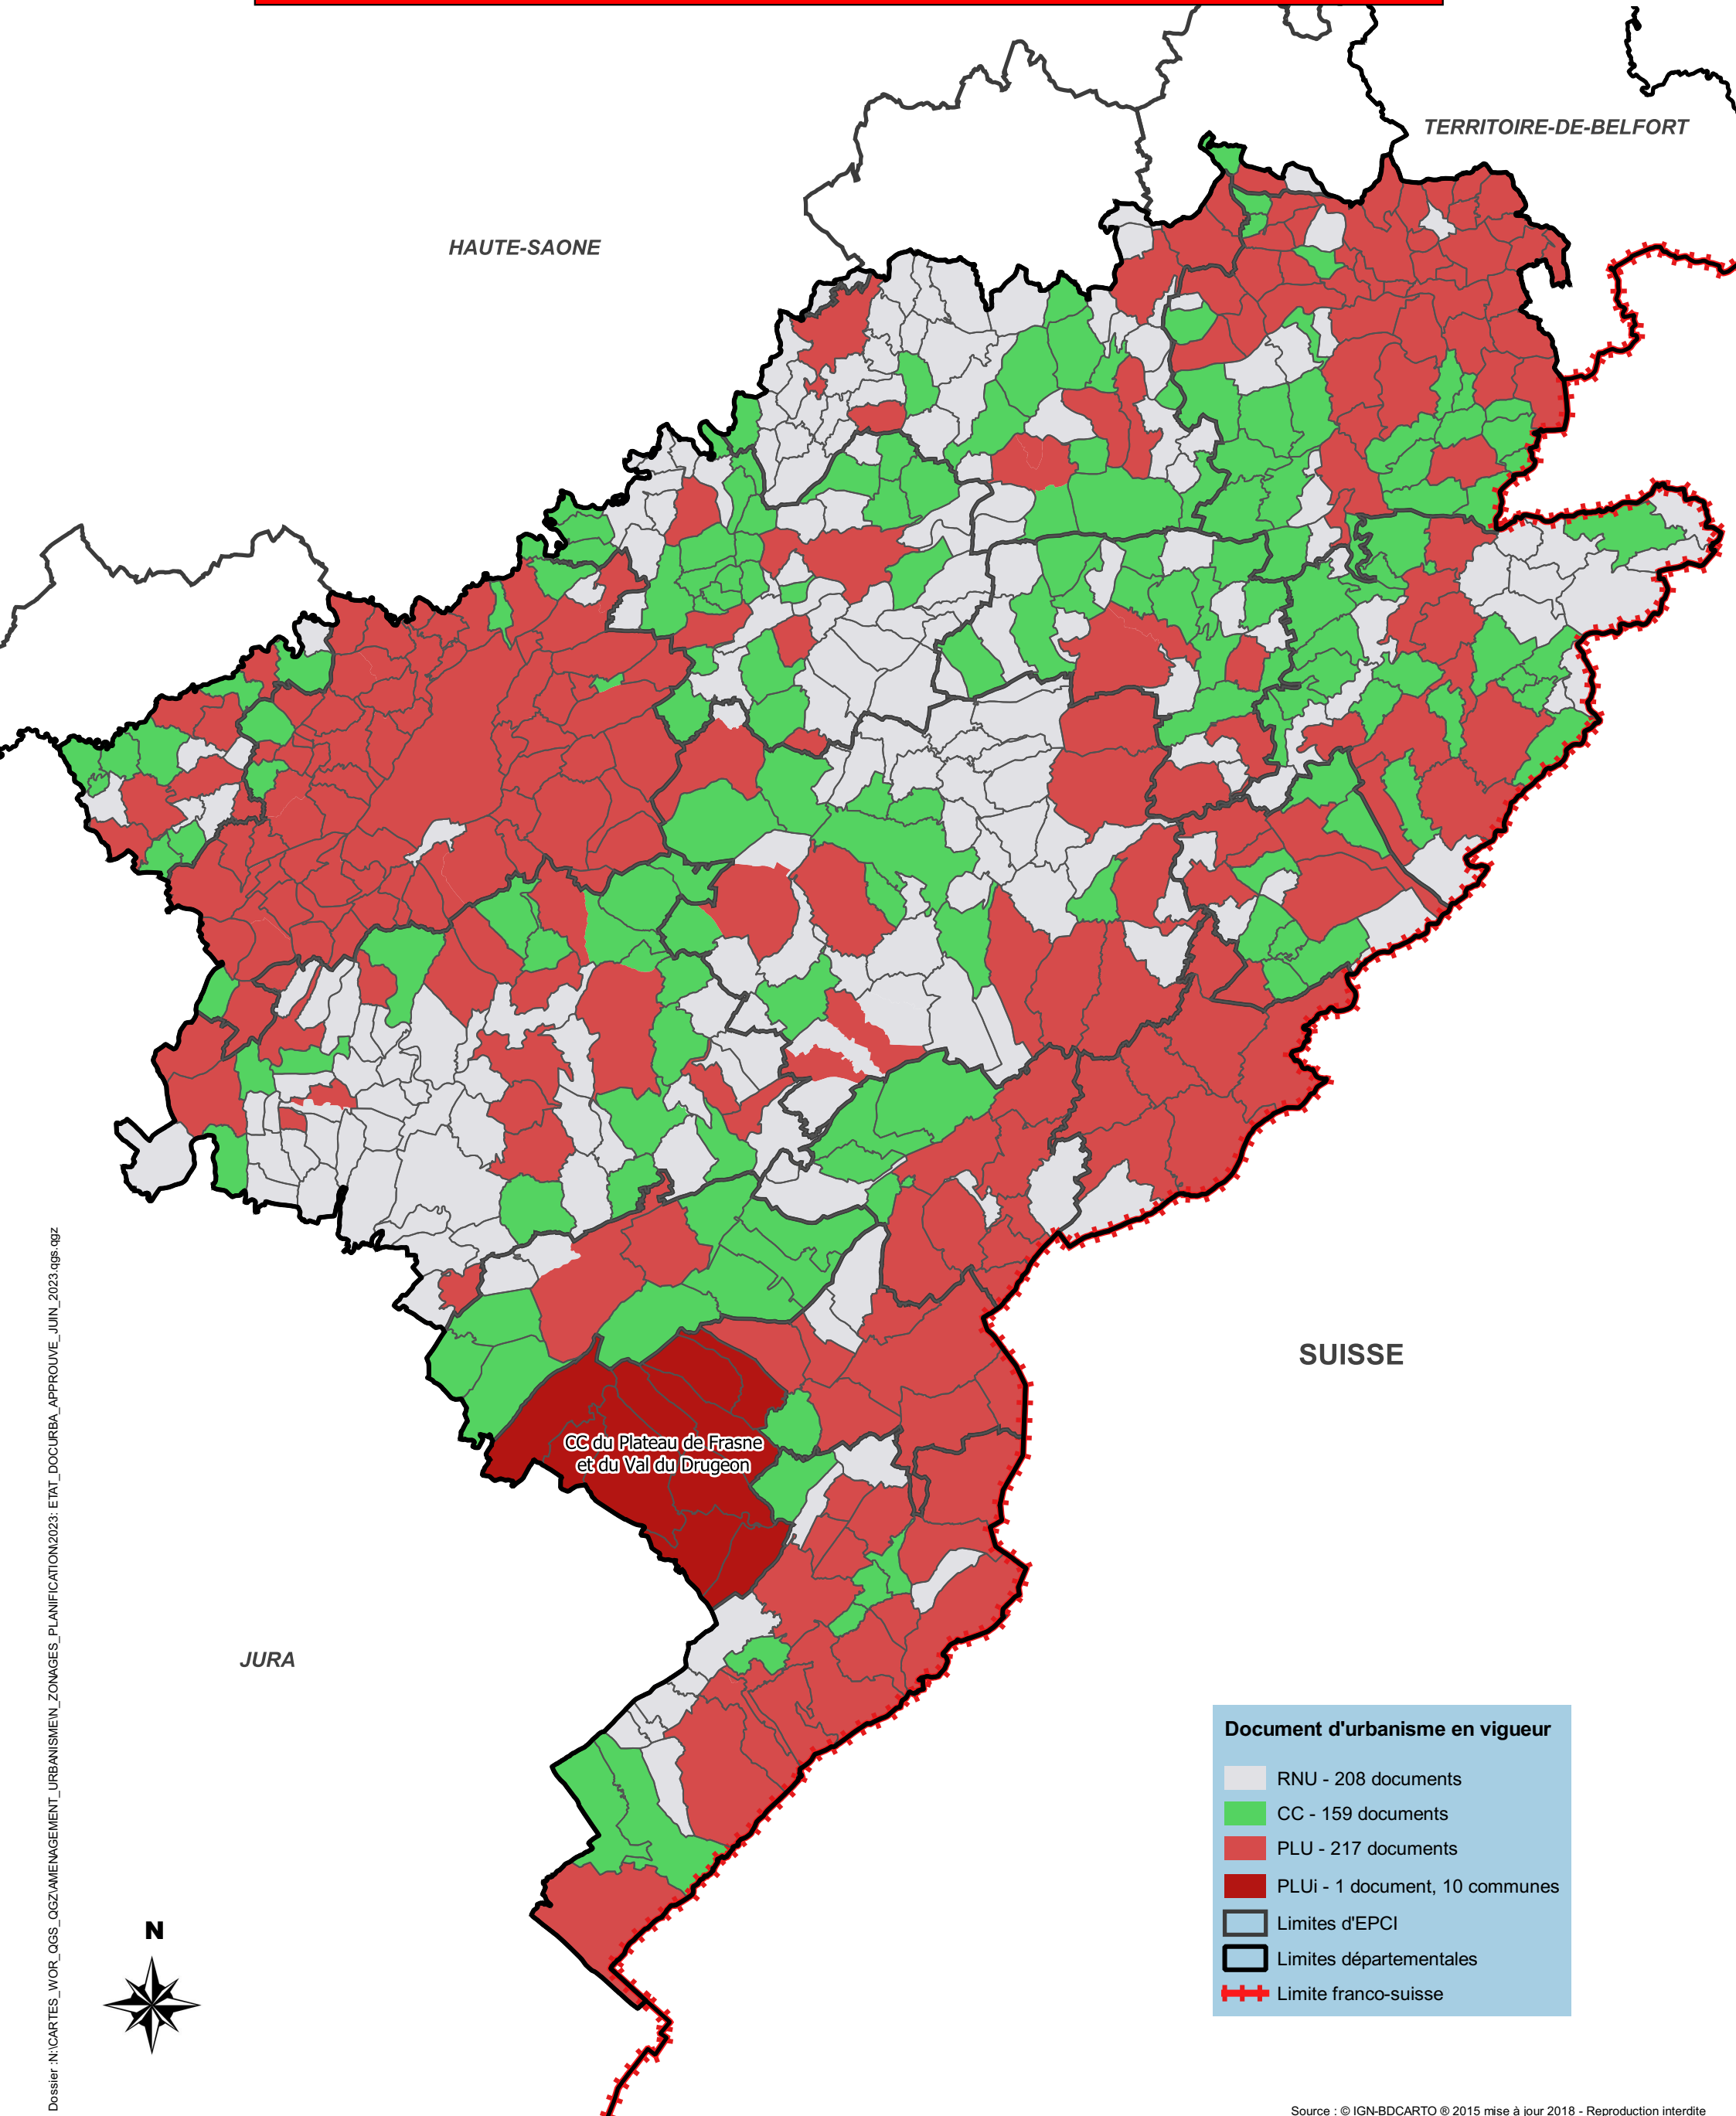 TERRITOIRE-DE-BELFORT
HAUTE-SAONE
SUISSE
CC du Plateau de Frasne
et du Val du Drugeon
JURA
Document d'urbanisme en vigueur
RNU - 208 documents
CC - 159 documents
PLU - 217 documents
PLUi - 1 document, 10 communes
Limites d'EPCI
Limites départementales
Limite franco-suisse
N
Dossier :N:\CARTES_WOR_QGS_QGZ\AMENAGEMENT_URBANISME\N_ZONAGES_PLANIFICATION\2023: ETAT_DOCURBA_APPROUVE_JUIN_2023.qgs.qgz
Source : © IGN-BDCARTO ® 2015 mise à jour 2018 - Reproduction interdite